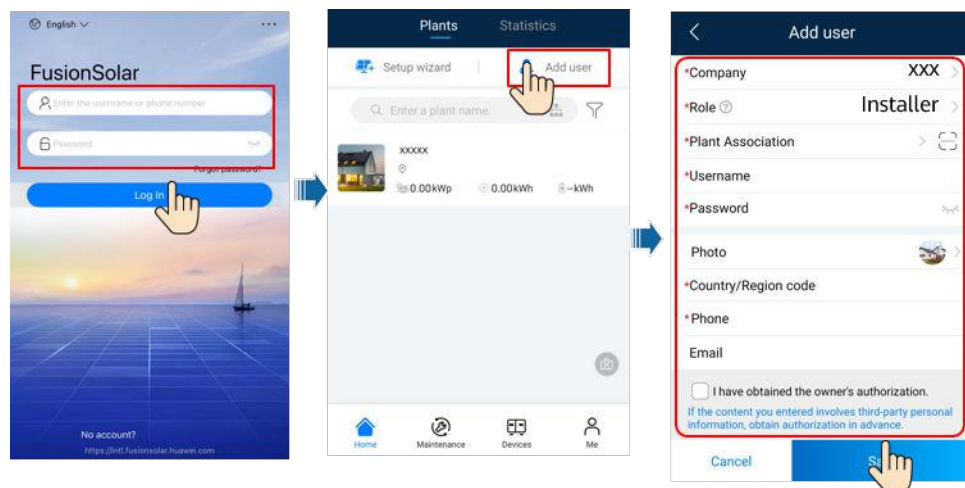 English
FusionSolar
Enter the username or phone number
Password
Forgot password?
Log In
No account?
https://intl.fusionsolar.huawei.com
Plants Statistics
Setup wizard Add user
Enter a plant name.
xxxxx
0.00kWp 0.00kWh --kWh
Home Maintenance Devices Me
Add user
*Company XXX
*Role Installer
*Plant Association
*Username
*Password
Photo
*Country/Region code
*Phone
Email
I have obtained the owner's authorization.
If the content you entered involves third-party personal
information, obtain authorization in advance.
Cancel